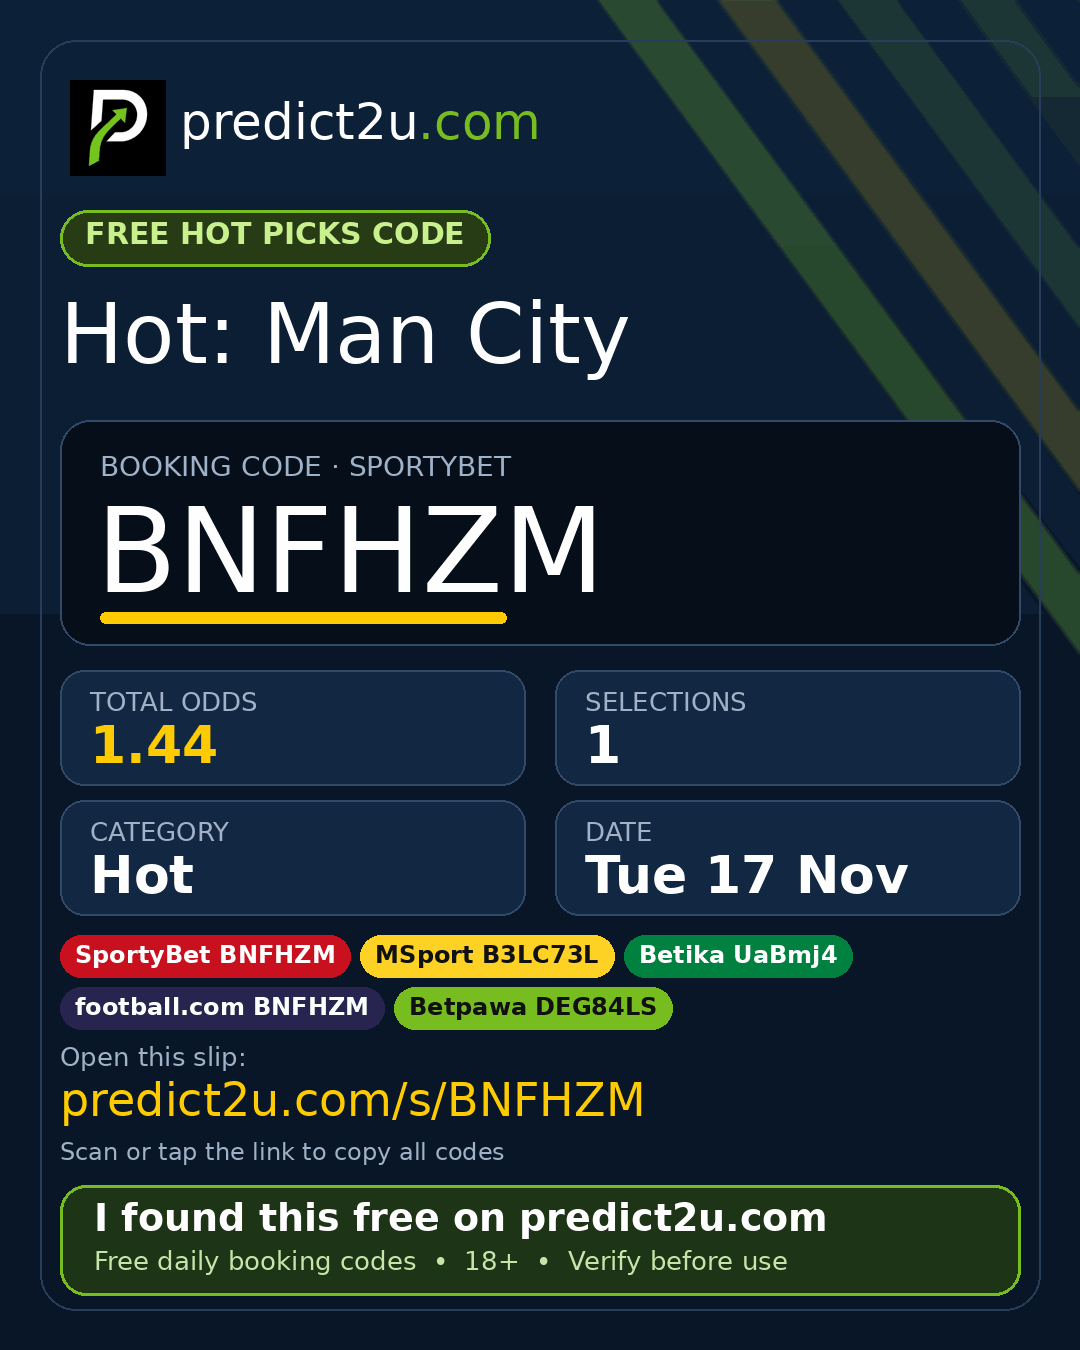 predict2u.com
FREE HOT PICKS CODE
Hot: Man City
BOOKING CODE · SPORTYBET
BNFHZM
TOTAL ODDS
1.44
SELECTIONS
1
CATEGORY
Hot
DATE
Tue 17 Nov
SportyBet BNFHZM
MSport B3LC73L
Betika UaBmj4
football.com BNFHZM
Betpawa DEG84LS
Open this slip:
predict2u.com/s/BNFHZM
Scan or tap the link to copy all codes
I found this free on predict2u.com
Free daily booking codes • 18+ • Verify before use